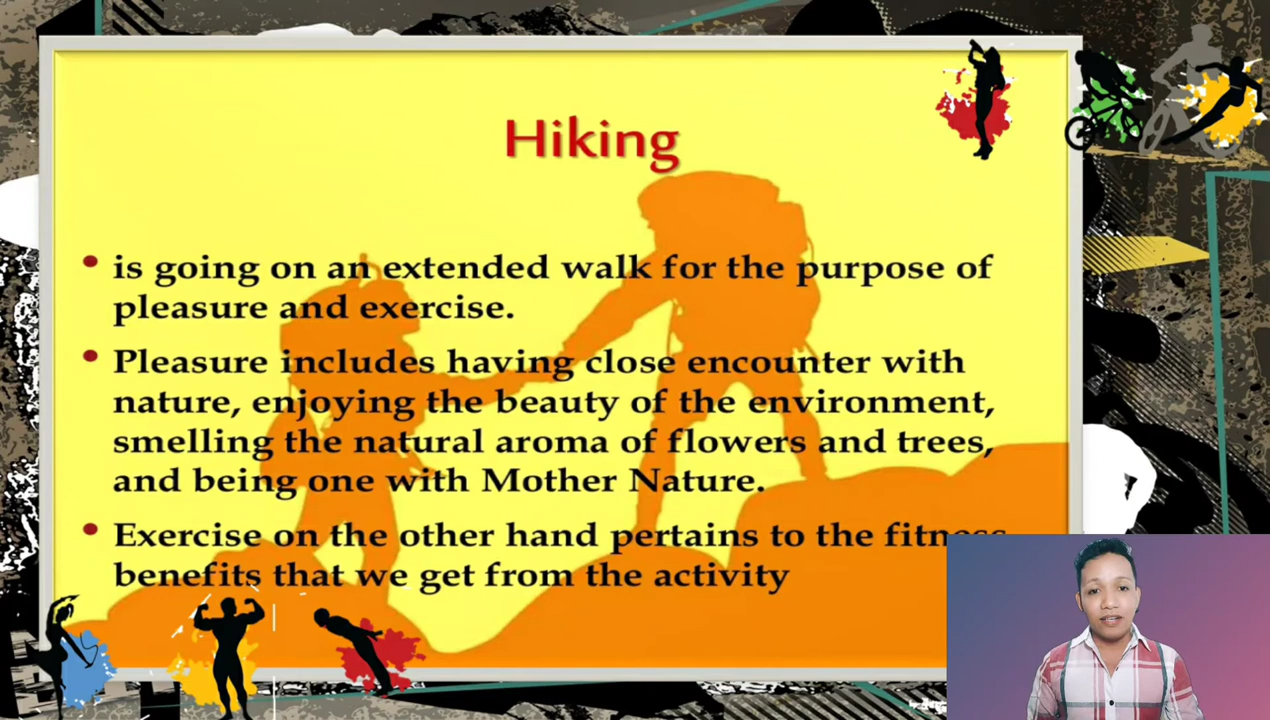 Hiking
• is going on an extended walk for the purpose of
pleasure and exercise.
• Pleasure includes having close encounter with
nature, enjoying the beauty of the environment,
smelling the natural aroma of flowers and trees,
and being one with Mother Nature.
• Exercise on the other hand pertains to the fitness
benefits that we get from the activity